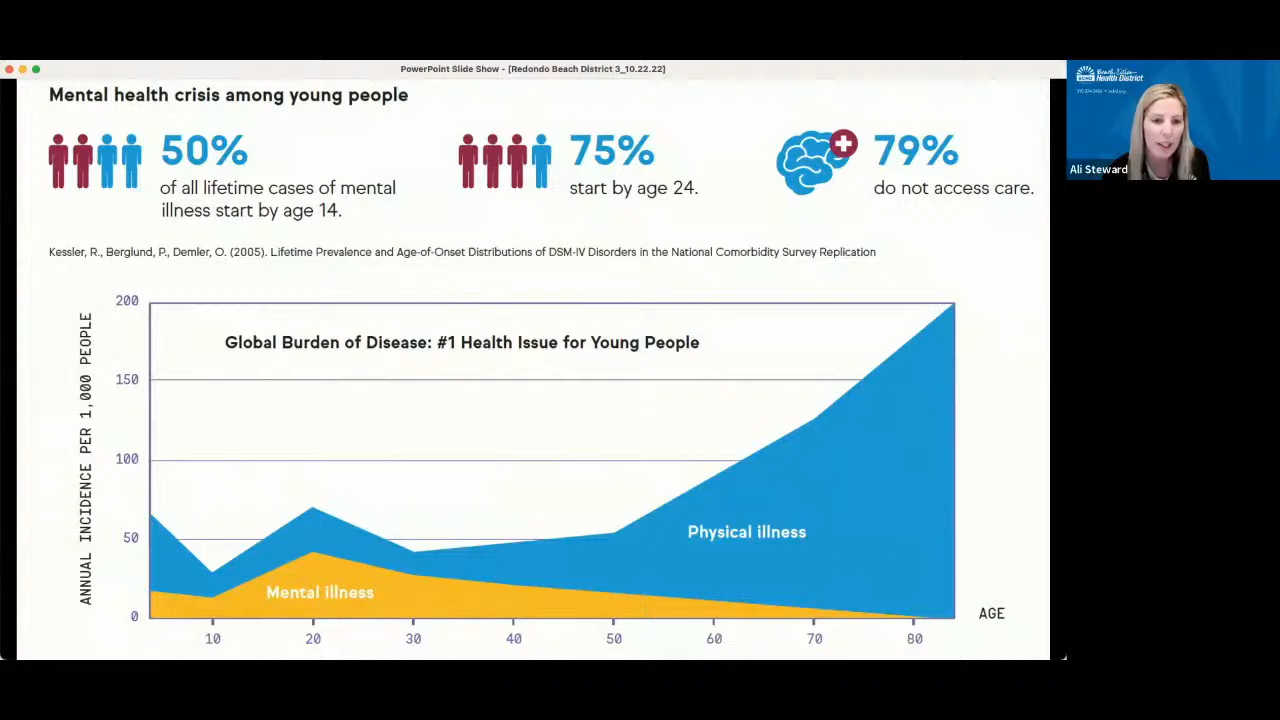 PowerPoint Slide Show - [Redondo Beach District 3_10.22.22]
Mental health crisis among young people
50%
of all lifetime cases of mental
illness start by age 14.
75%
start by age 24.
79%
do not access care.
Kessler, R., Berglund, P., Demler, O. (2005). Lifetime Prevalence and Age-of-Onset Distributions of DSM-IV Disorders in the National Comorbidity Survey Replication
Global Burden of Disease: #1 Health Issue for Young People
ANNUAL INCIDENCE PER 1,000 PEOPLE
200
150
100
50
0
Physical illness
Mental illness
10 20 30 40 50 60 70 80
AGE
Beach Cities
Health District
Ali Steward